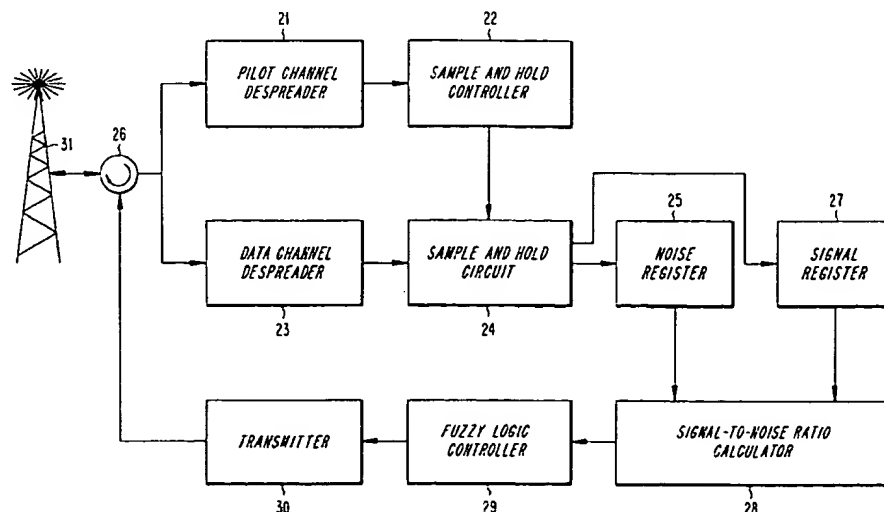 21
22
PILOT CHANNEL
DESPREADER
SAMPLE AND HOLD
CONTROLLER
26
31
25
27
DATA CHANNEL
DESPREADER
SAMPLE AND HOLD
CIRCUIT
NOISE
REGISTER
SIGNAL
REGISTER
23
24
TRANSMITTER
FUZZY LOGIC
CONTROLLER
SIGNAL-TO-NOISE RATIO
CALCULATOR
30
29
28